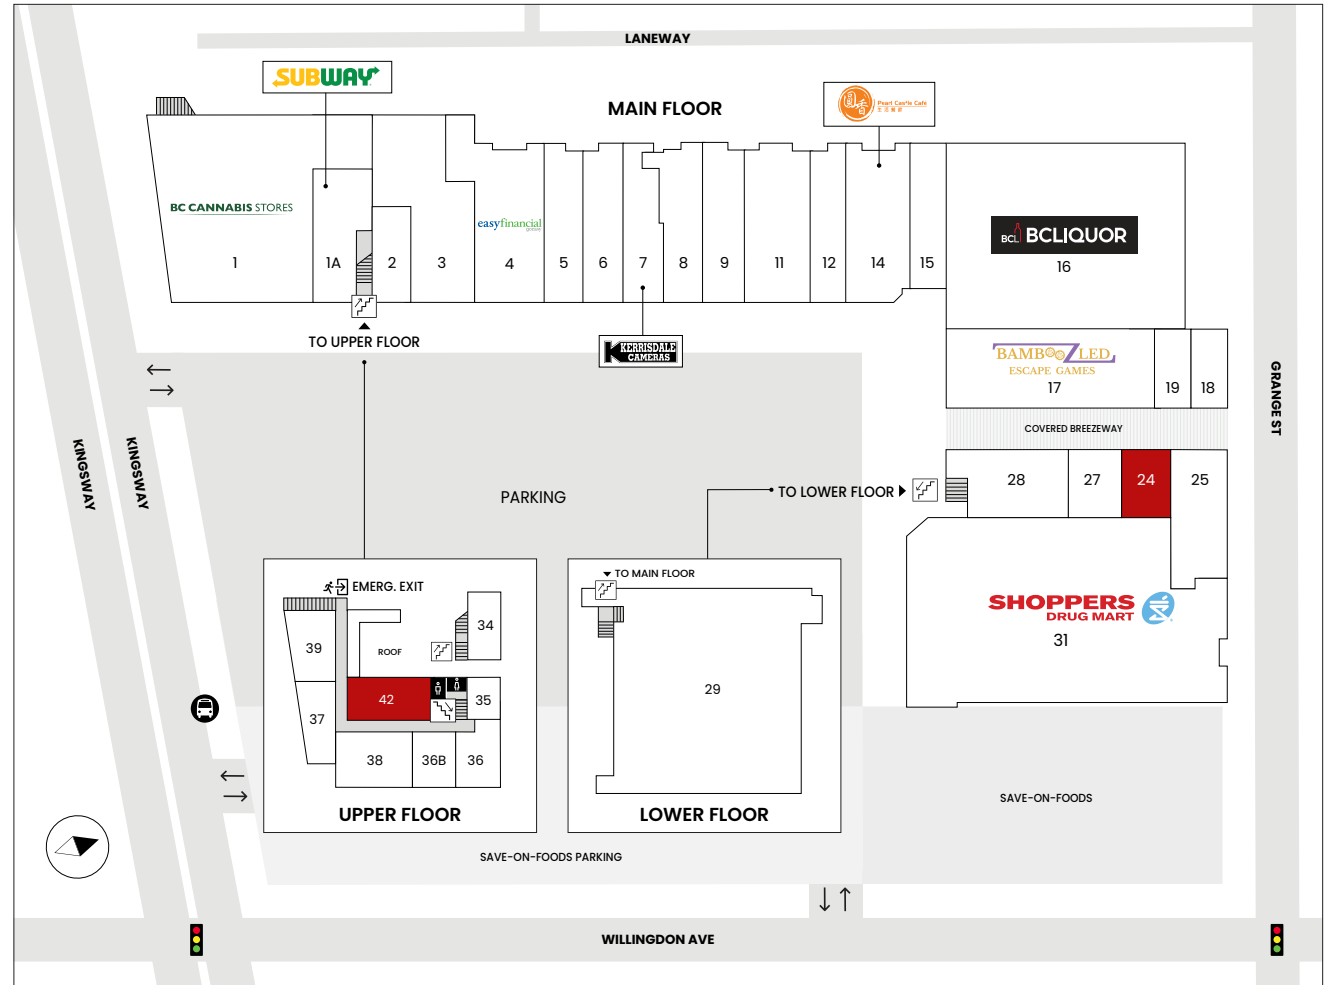 LANEWAY
SUBWAY
MAIN FLOOR
Pearl Castle Café
BC CANNABIS STORES
easyfinancial
BCL BCLIQUOR
1
1A
2
3
4
5
6
7
8
9
11
12
14
15
16
TO UPPER FLOOR
KERRISDALE
CAMERAS
BAMBOOZLED
ESCAPE GAMES
17
19
18
GRANGE ST
COVERED BREEZEWAY
KINGSWAY
KINGSWAY
PARKING
TO LOWER FLOOR
28
27
24
25
SHOPPERS
DRUG MART
31
EMERG. EXIT
39
ROOF
34
42
35
37
38
36B
36
UPPER FLOOR
TO MAIN FLOOR
29
LOWER FLOOR
SAVE-ON-FOODS
SAVE-ON-FOODS PARKING
WILLINGDON AVE